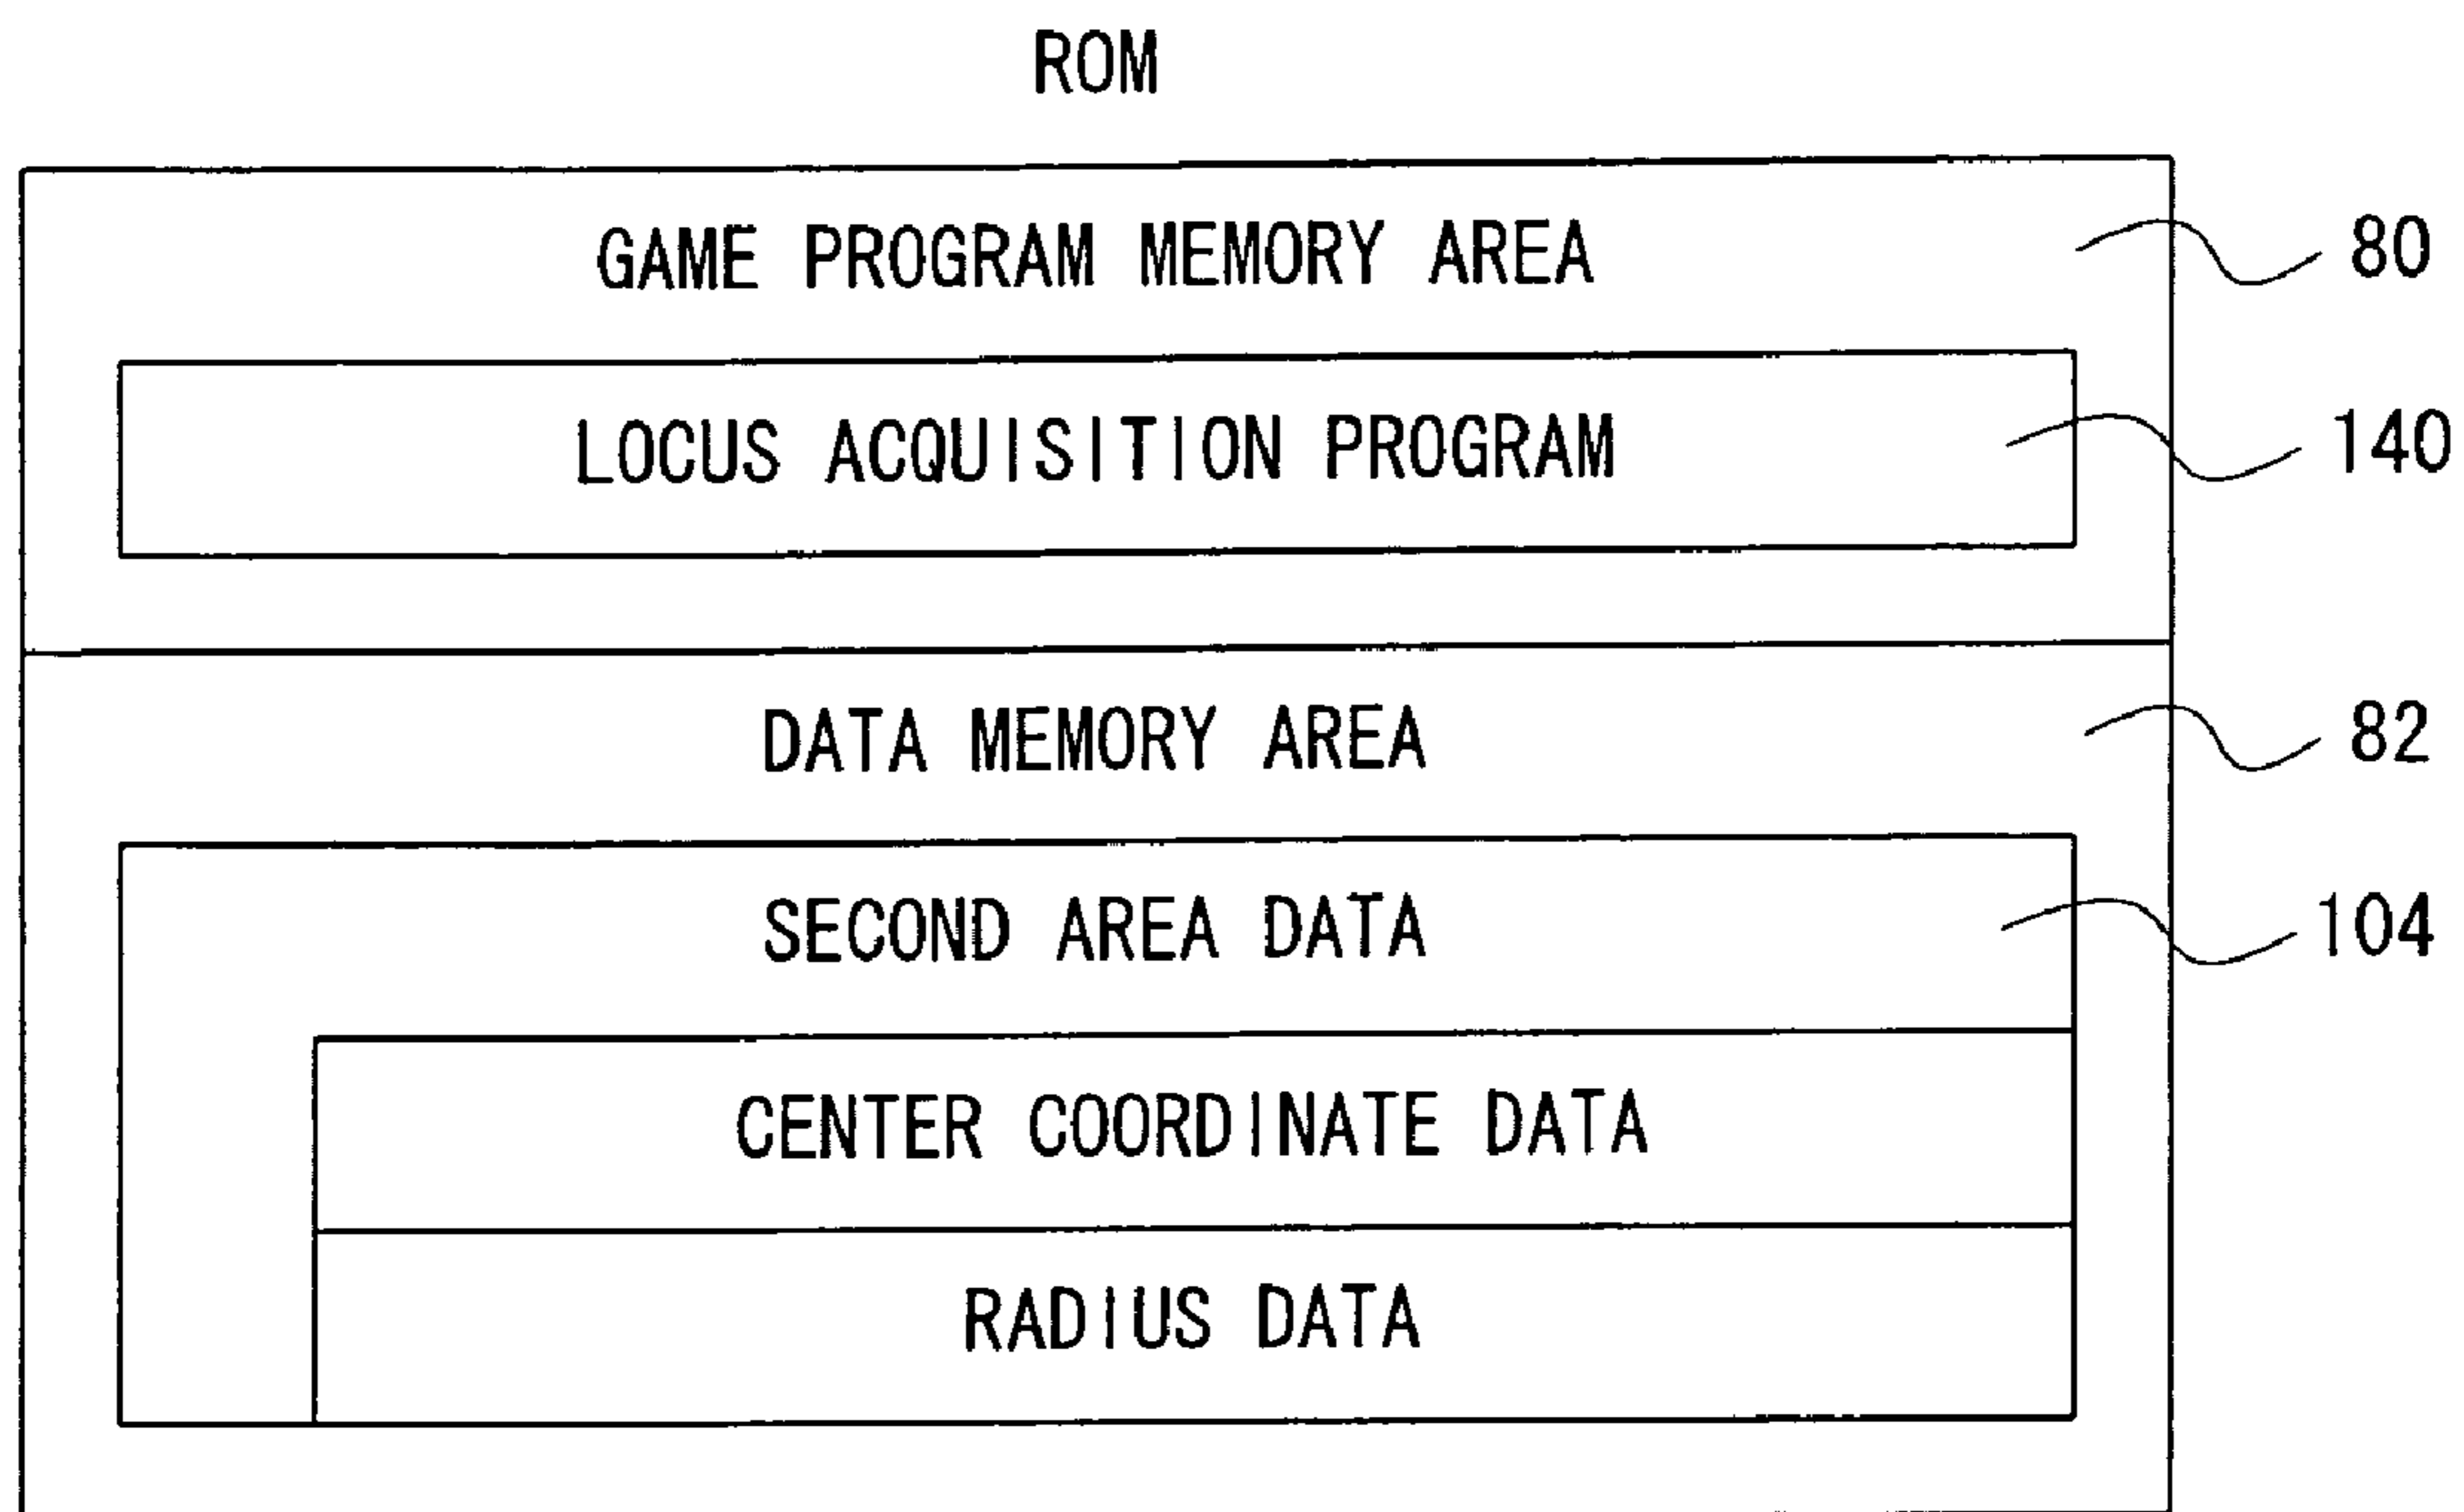 ROM
GAME PROGRAM MEMORY AREA 80
LOCUS ACQUISITION PROGRAM 140
DATA MEMORY AREA 82
SECOND AREA DATA 104
CENTER COORDINATE DATA
RADIUS DATA